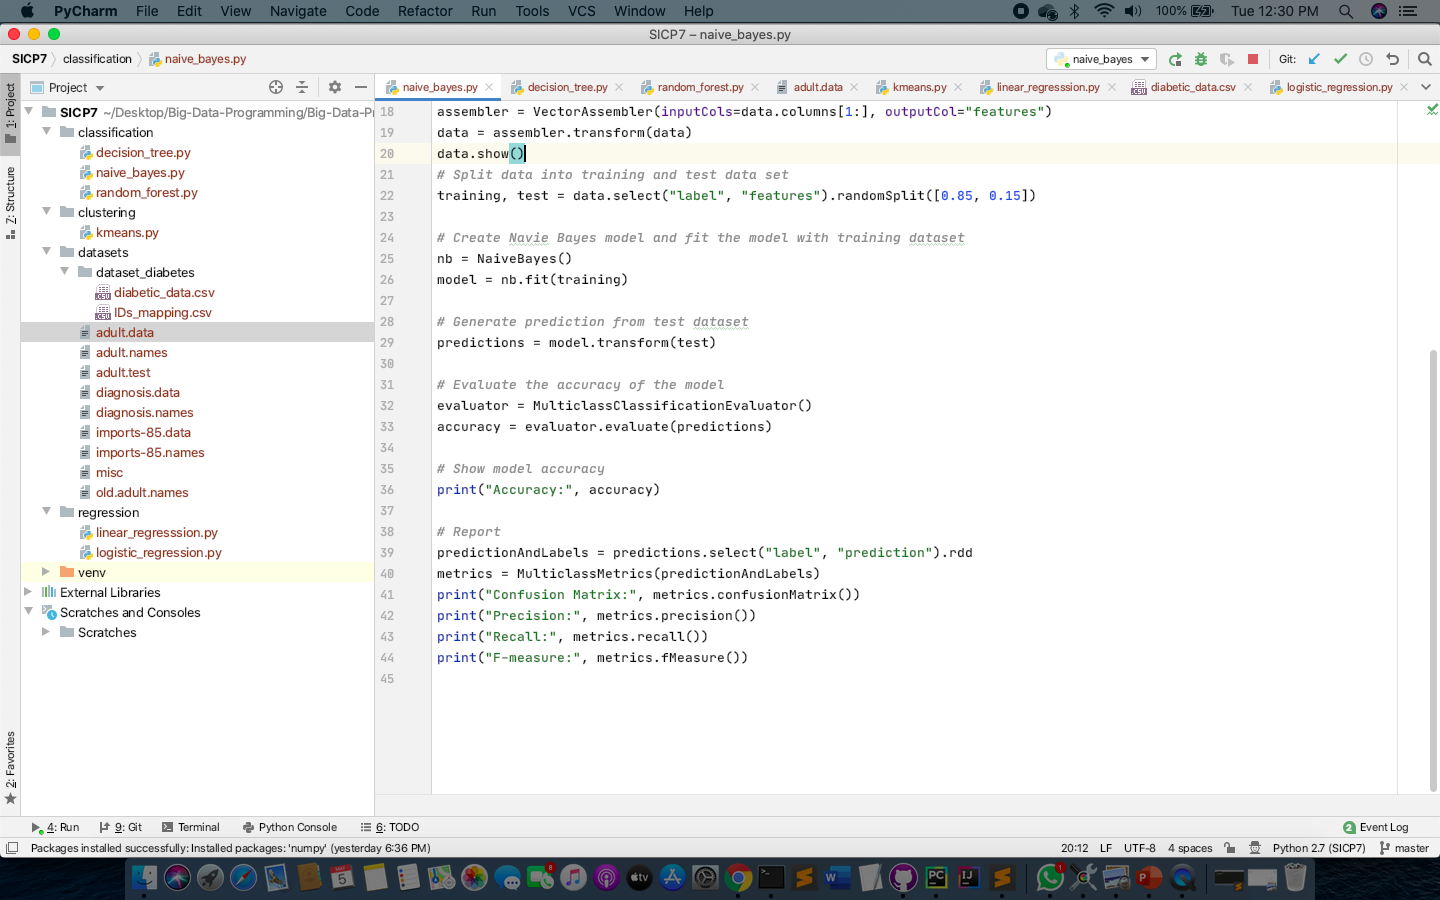 PyCharm File Edit View Navigate Code Refactor Run Tools VCS Window Help 100% Tue 12:30 PM
SICP7 – naive_bayes.py
SICP7 classification naive_bayes.py naive_bayes Git:
Project
naive_bayes.py decision_tree.py random_forest.py adult.data kmeans.py linear_regresssion.py diabetic_data.csv logistic_regression.py
1: Project
7: Structure
2: Favorites
SICP7 ~/Desktop/Big-Data-Programming/Big-Data-Pr
classification
decision_tree.py
naive_bayes.py
random_forest.py
clustering
kmeans.py
datasets
dataset_diabetes
diabetic_data.csv
IDs_mapping.csv
adult.data
adult.names
adult.test
diagnosis.data
diagnosis.names
imports-85.data
imports-85.names
misc
old.adult.names
regression
linear_regresssion.py
logistic_regression.py
venv
External Libraries
Scratches and Consoles
Scratches
18 assembler = VectorAssembler(inputCols=data.columns[1:], outputCol="features")
19 data = assembler.transform(data)
20 data.show()
21 # Split data into training and test data set
22 training, test = data.select("label", "features").randomSplit([0.85, 0.15])
23
24 # Create Navie Bayes model and fit the model with training dataset
25 nb = NaiveBayes()
26 model = nb.fit(training)
27
28 # Generate prediction from test dataset
29 predictions = model.transform(test)
30
31 # Evaluate the accuracy of the model
32 evaluator = MulticlassClassificationEvaluator()
33 accuracy = evaluator.evaluate(predictions)
34
35 # Show model accuracy
36 print("Accuracy:", accuracy)
37
38 # Report
39 predictionAndLabels = predictions.select("label", "prediction").rdd
40 metrics = MulticlassMetrics(predictionAndLabels)
41 print("Confusion Matrix:", metrics.confusionMatrix())
42 print("Precision:", metrics.precision())
43 print("Recall:", metrics.recall())
44 print("F-measure:", metrics.fMeasure())
45
4: Run 9: Git Terminal Python Console 6: TODO 2 Event Log
Packages installed successfully: Installed packages: 'numpy' (yesterday 6:36 PM) 20:12 LF UTF-8 4 spaces Python 2.7 (SICP7) master
5 8 tv W PC IJ 1 P